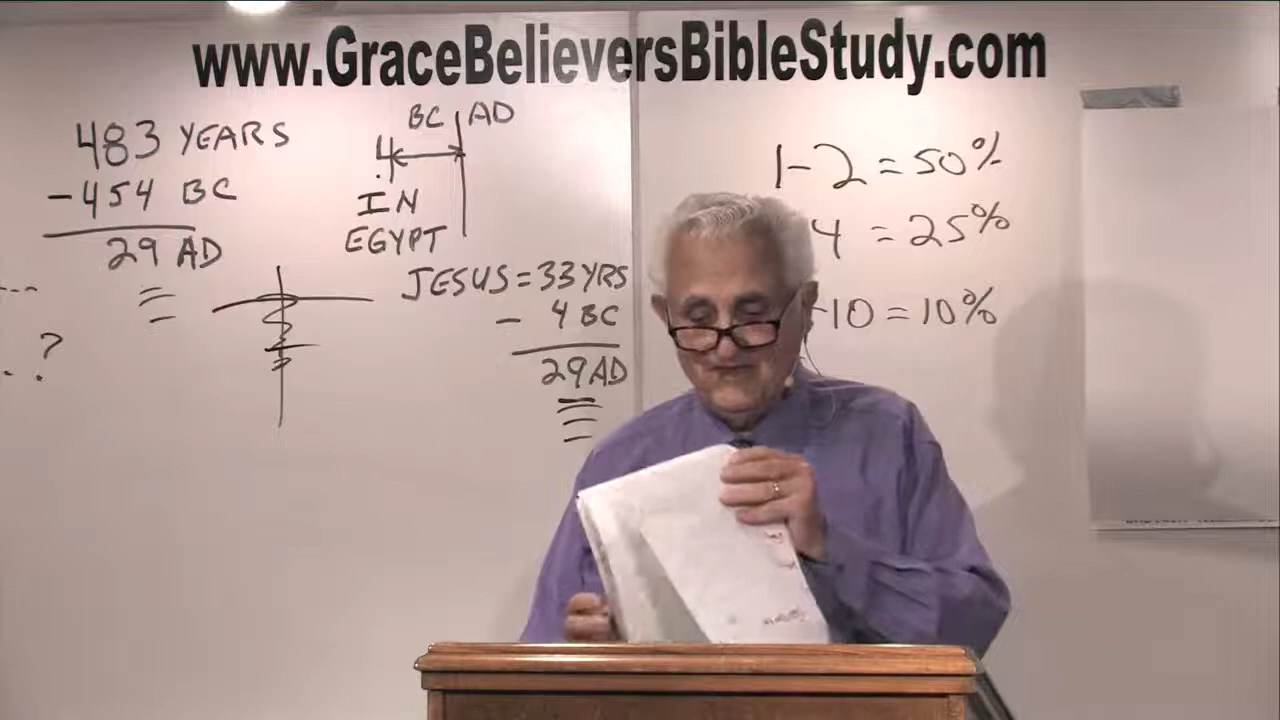 www.GraceBelieversBibleStudy.com
483 YEARS
-454 BC
29 AD
?
BC AD
4
IN
EGYPT
JESUS = 33 YRS
- 4 BC
29 AD
1-2 = 50%
4 = 25%
-10 = 10%